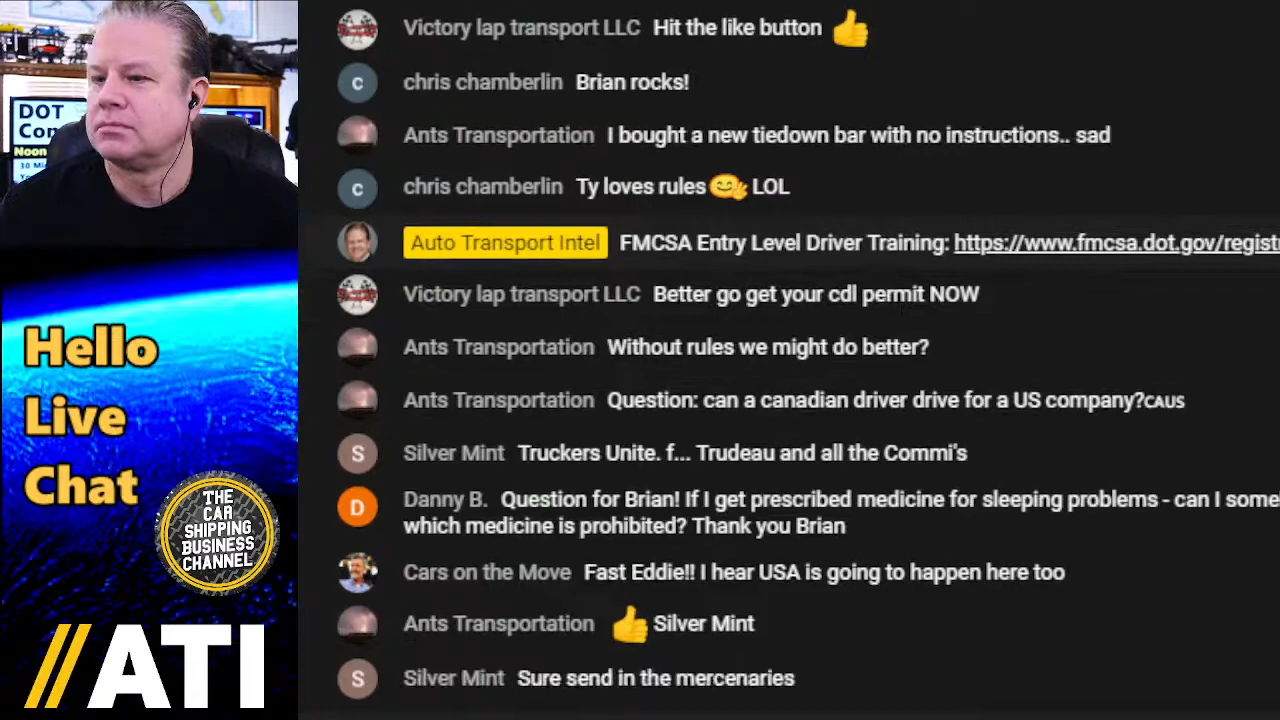 Victory lap transport LLC Hit the like button 👍
chris chamberlin Brian rocks!
Ants Transportation I bought a new tiedown bar with no instructions.. sad
chris chamberlin Ty loves rules 🤗 LOL
Auto Transport Intel FMCSA Entry Level Driver Training: https://www.fmcsa.dot.gov/regist
Victory lap transport LLC Better go get your cdl permit NOW
Ants Transportation Without rules we might do better?
Ants Transportation Question: can a canadian driver drive for a US company?CAUS
Silver Mint Truckers Unite. f... Trudeau and all the Commi's
Danny B. Question for Brian! If I get prescribed medicine for sleeping problems - can I some
which medicine is prohibited? Thank you Brian
Cars on the Move Fast Eddie!! I hear USA is going to happen here too
Ants Transportation 👍 Silver Mint
Silver Mint Sure send in the mercenaries
C
C
S
D
S
DOT
Con
Noon
Hello
Live
Chat
THE
CAR
SHIPPING
BUSINESS
CHANNEL
//ATI